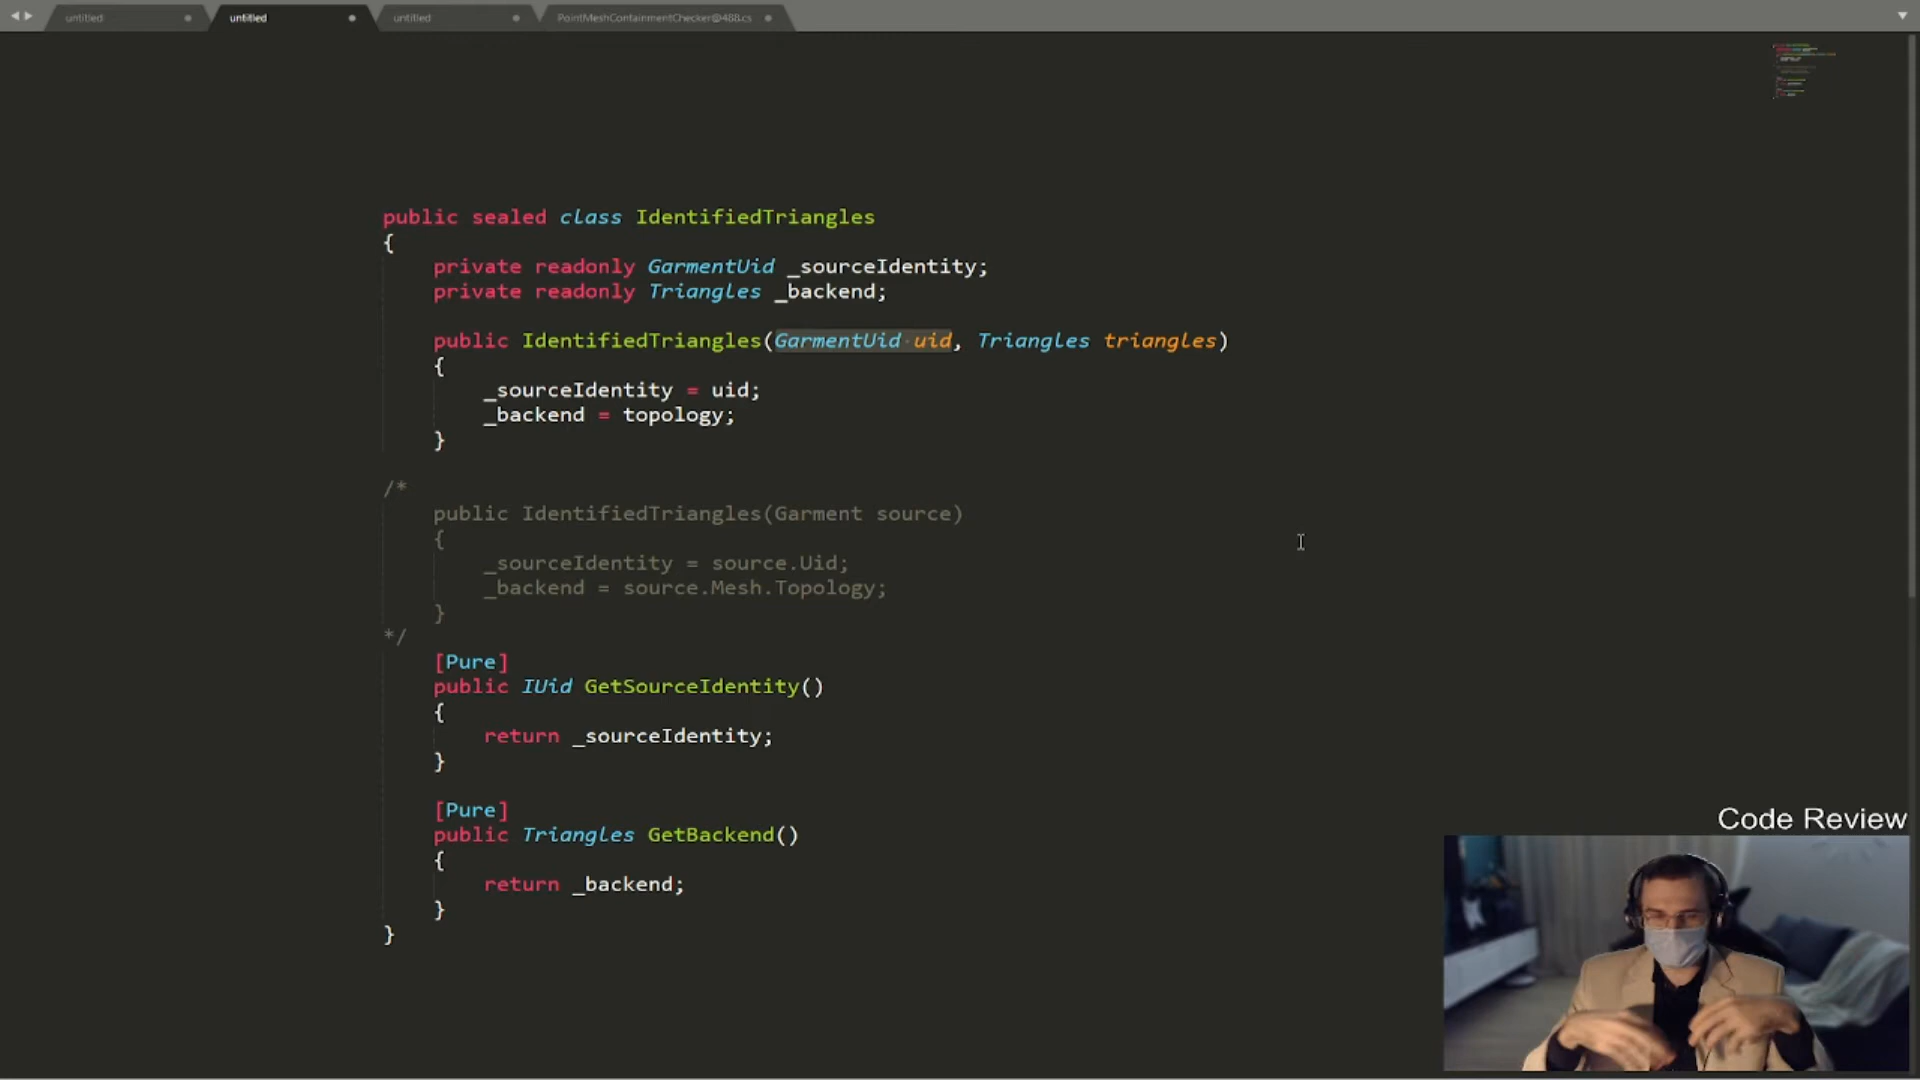 untitled
untitled
untitled
PointMeshContainmentChecker@488.cs
public sealed class IdentifiedTriangles
{
private readonly GarmentUid _sourceIdentity;
private readonly Triangles _backend;
public IdentifiedTriangles(GarmentUid uid, Triangles triangles)
{
_sourceIdentity = uid;
_backend = topology;
}
/*
public IdentifiedTriangles(Garment source)
{
_sourceIdentity = source.Uid;
_backend = source.Mesh.Topology;
}
*/
[Pure]
public IUid GetSourceIdentity()
{
return _sourceIdentity;
}
[Pure]
public Triangles GetBackend()
{
return _backend;
}
}
Code Review